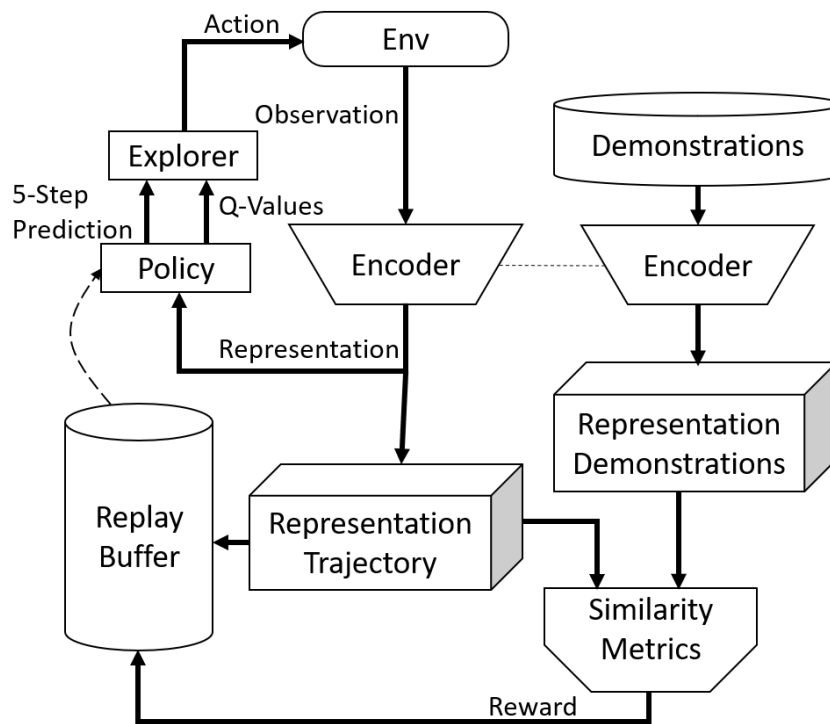 Action
Env
Observation
Demonstrations
Explorer
5-Step
Prediction
Q-Values
Policy
Encoder
Encoder
Representation
Representation
Demonstrations
Replay
Buffer
Representation
Trajectory
Similarity
Metrics
Reward